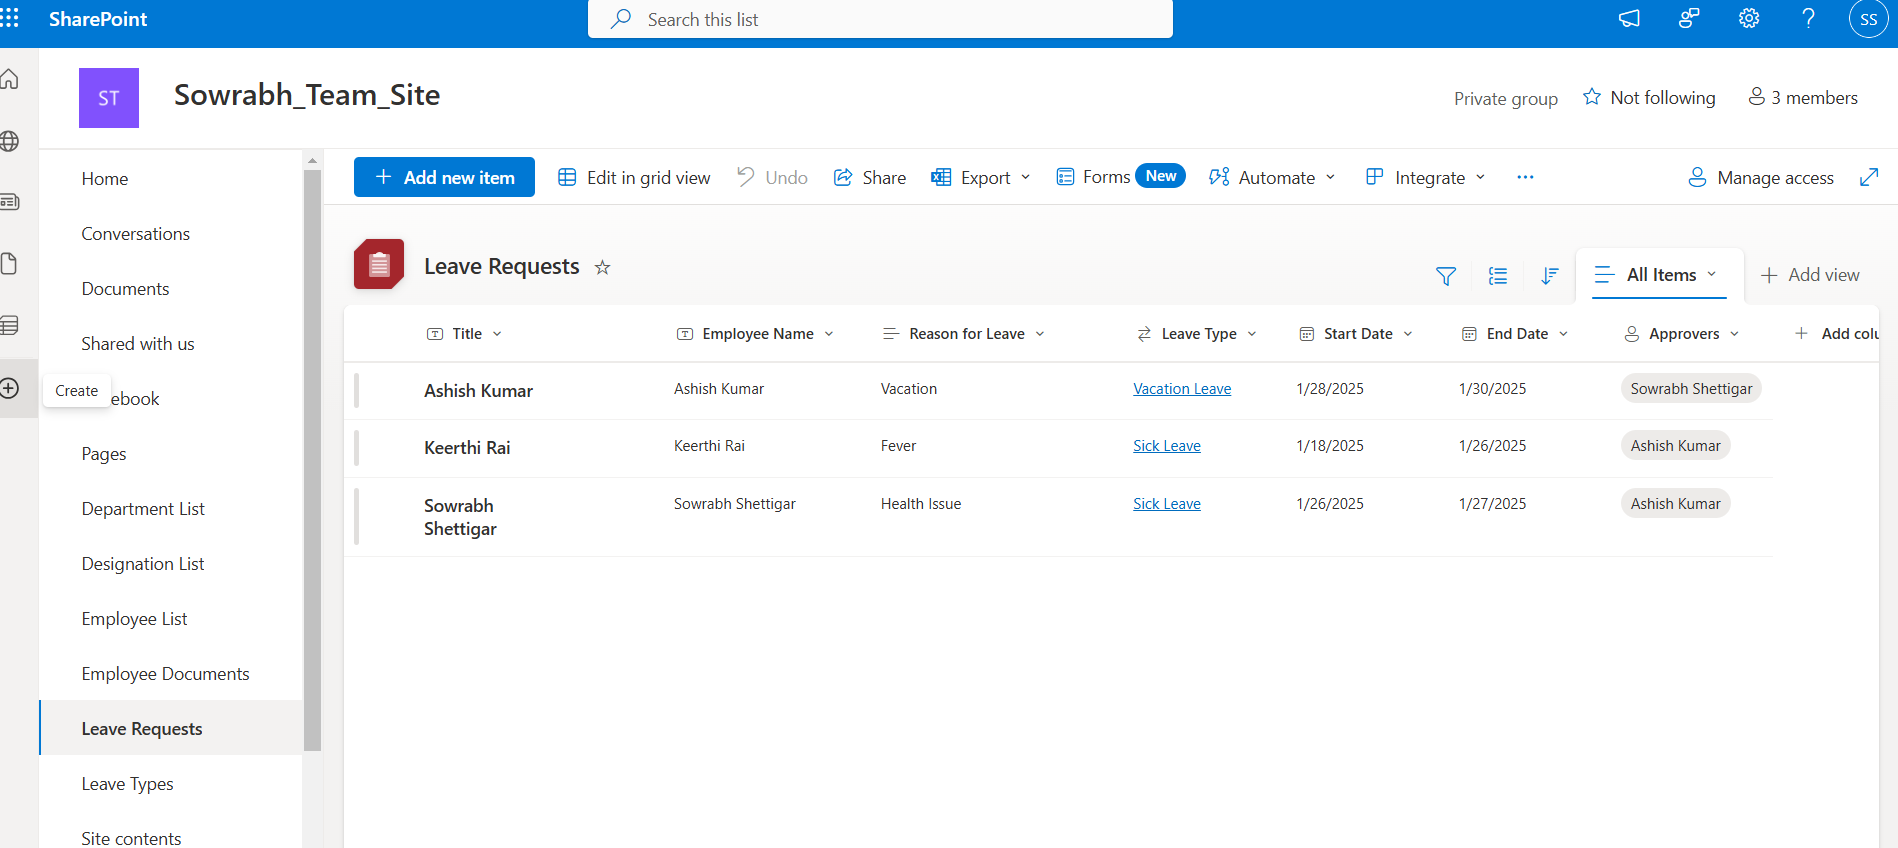 SharePoint
Search this list
SS
ST
Sowrabh_Team_Site
Private group
Not following
3 members
Home
Conversations
Documents
Shared with us
Create
ebook
Pages
Department List
Designation List
Employee List
Employee Documents
Leave Requests
Leave Types
Site contents
+ Add new item
Edit in grid view
Undo
Share
Export
Forms New
Automate
Integrate
...
Manage access
Leave Requests
All Items
+ Add view
Title Employee Name Reason for Leave Leave Type Start Date End Date Approvers + Add colu
Ashish Kumar Ashish Kumar Vacation Vacation Leave 1/28/2025 1/30/2025 Sowrabh Shettigar
Keerthi Rai Keerthi Rai Fever Sick Leave 1/18/2025 1/26/2025 Ashish Kumar
Sowrabh Sowrabh Shettigar Health Issue Sick Leave 1/26/2025 1/27/2025 Ashish Kumar
Shettigar